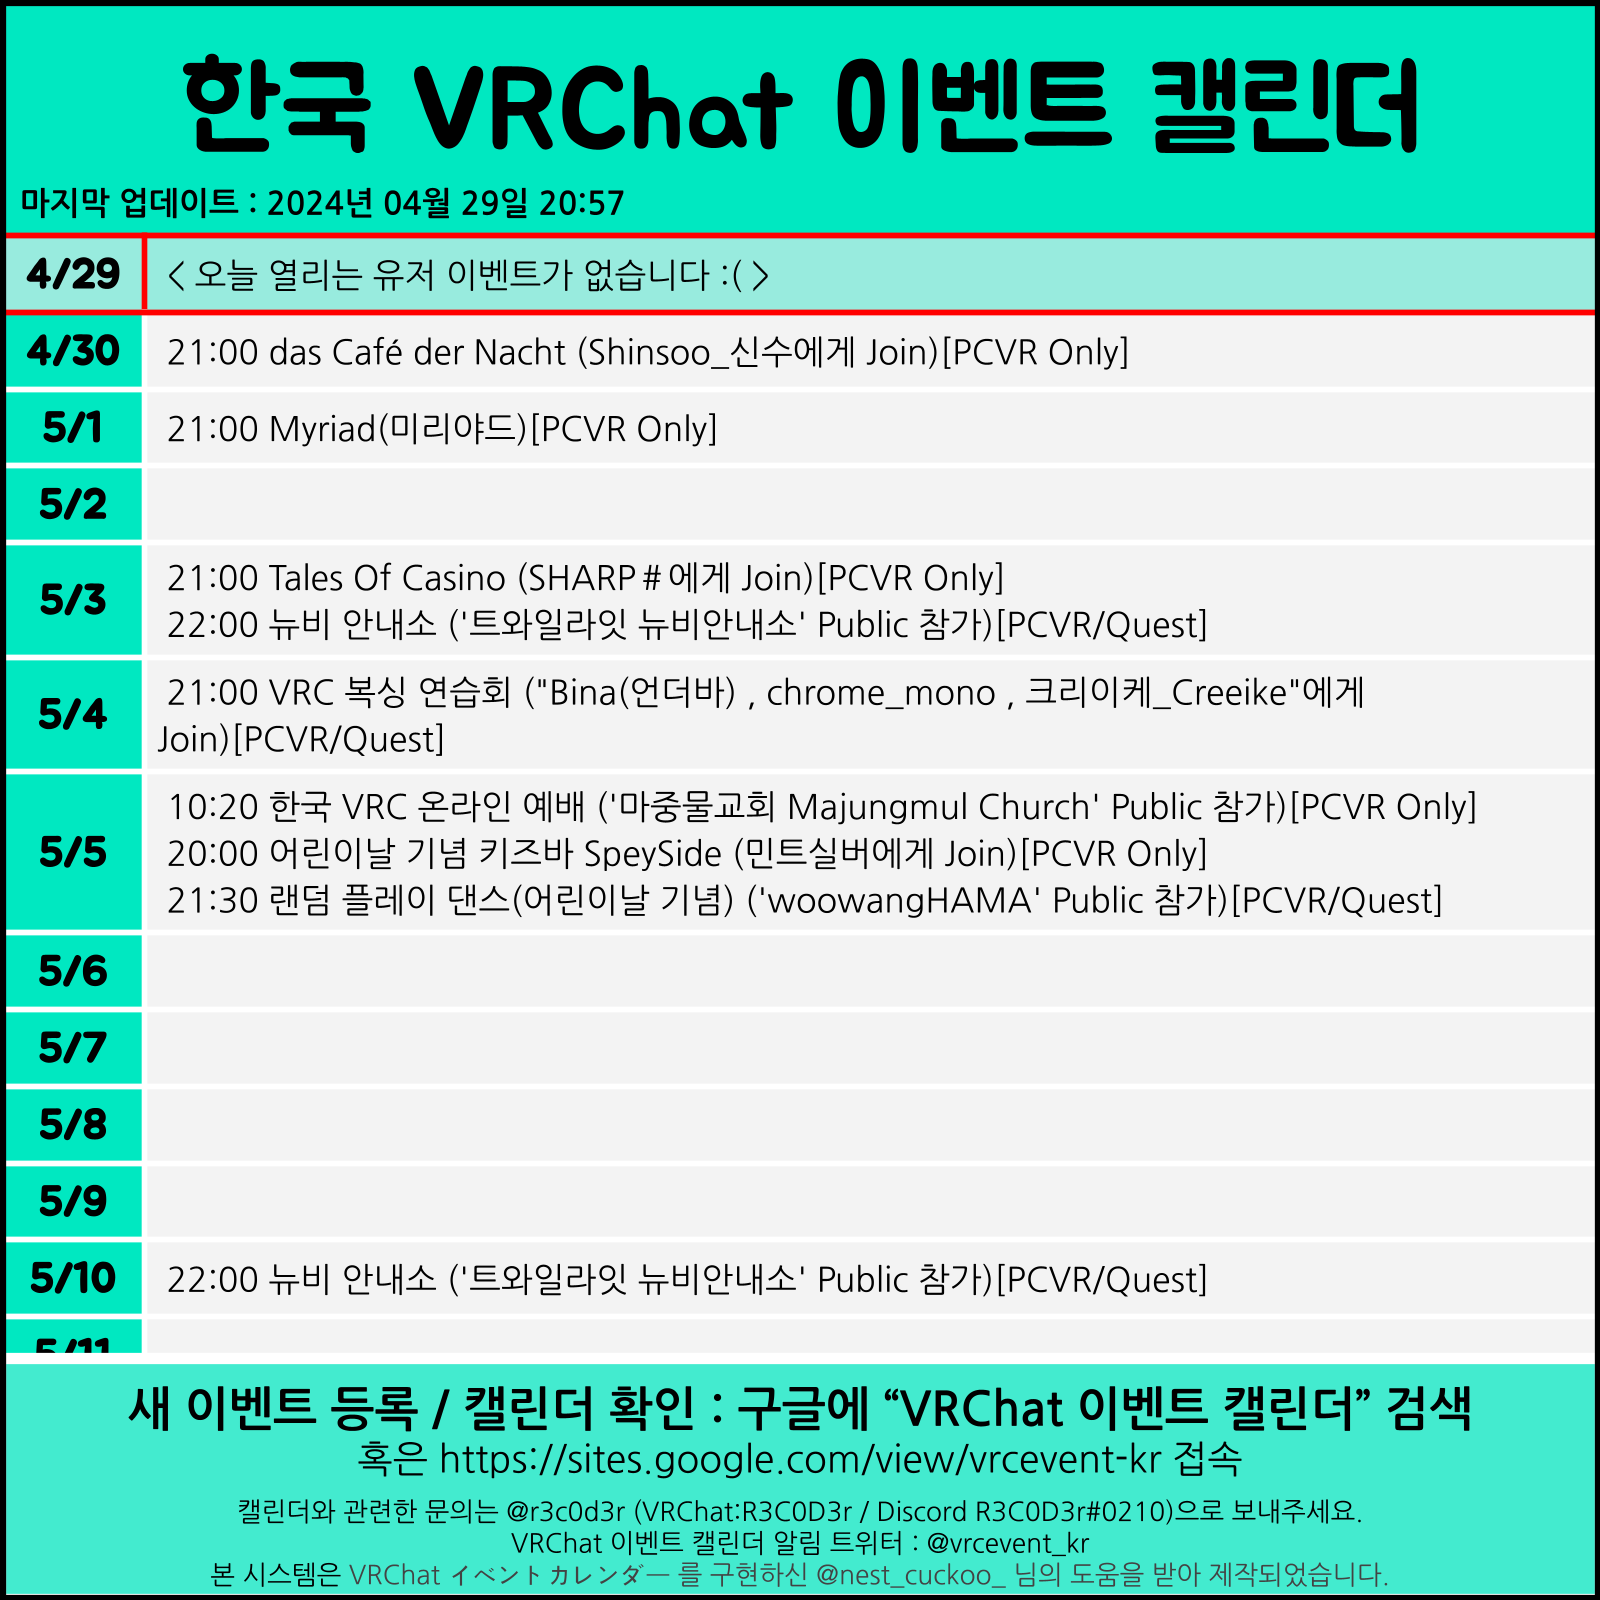 한국 VRChat 이벤트 캘린더
마지막 업데이트 : 2024년 04월 29일 20:57
4/29 < 오늘 열리는 유저 이벤트가 없습니다 :( >
4/30 21:00 das Café der Nacht (Shinsoo_신수에게 Join)[PCVR Only]
5/1 21:00 Myriad(미리야드)[PCVR Only]
5/2
5/3 21:00 Tales Of Casino (SHARP#에게 Join)[PCVR Only]
22:00 뉴비 안내소 ('트와일라잇 뉴비안내소' Public 참가)[PCVR/Quest]
5/4 21:00 VRC 복싱 연습회 ("Bina(언더바) , chrome_mono , 크리이케_Creeike"에게
Join)[PCVR/Quest]
5/5 10:20 한국 VRC 온라인 예배 ('마중물교회 Majungmul Church' Public 참가)[PCVR Only]
20:00 어린이날 기념 키즈바 SpeySide (민트실버에게 Join)[PCVR Only]
21:30 랜덤 플레이 댄스(어린이날 기념) ('woowangHAMA' Public 참가)[PCVR/Quest]
5/6
5/7
5/8
5/9
5/10 22:00 뉴비 안내소 ('트와일라잇 뉴비안내소' Public 참가)[PCVR/Quest]
5/11
새 이벤트 등록 / 캘린더 확인 : 구글에 “VRChat 이벤트 캘린더” 검색
혹은 https://sites.google.com/view/vrcevent-kr 접속
캘린더와 관련한 문의는 @r3c0d3r (VRChat:R3C0D3r / Discord R3C0D3r#0210)으로 보내주세요.
VRChat 이벤트 캘린더 알림 트위터 : @vrcevent_kr
본 시스템은 VRChat イベントカレンダー 를 구현하신 @nest_cuckoo_ 님의 도움을 받아 제작되었습니다.